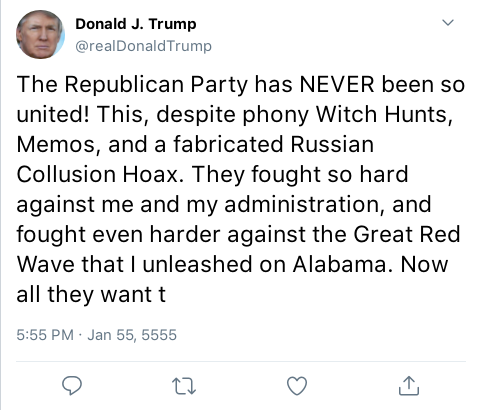 Donald J. Trump
@realDonaldTrump
The Republican Party has NEVER been so
united! This, despite phony Witch Hunts,
Memos, and a fabricated Russian
Collusion Hoax. They fought so hard
against me and my administration, and
fought even harder against the Great Red
Wave that I unleashed on Alabama. Now
all they want t
5:55 PM · Jan 55, 5555